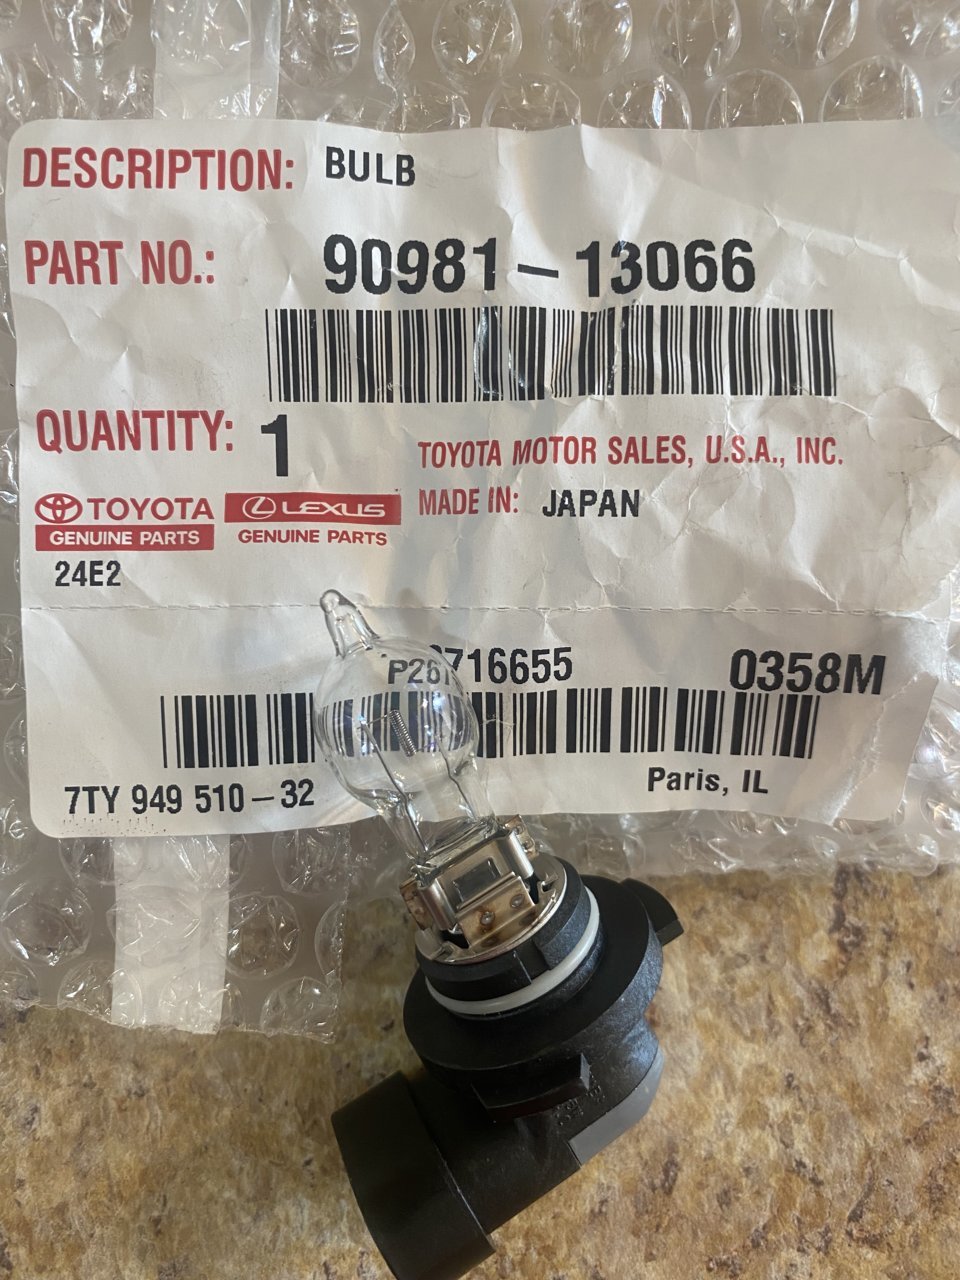 DESCRIPTION: BULB
PART NO.: 90981-13066
QUANTITY: 1
TOYOTA MOTOR SALES, U.S.A., INC.
TOYOTA LEXUS MADE IN: JAPAN
GENUINE PARTS GENUINE PARTS
24E2
0358M
7TY 949 510-32 Paris, IL